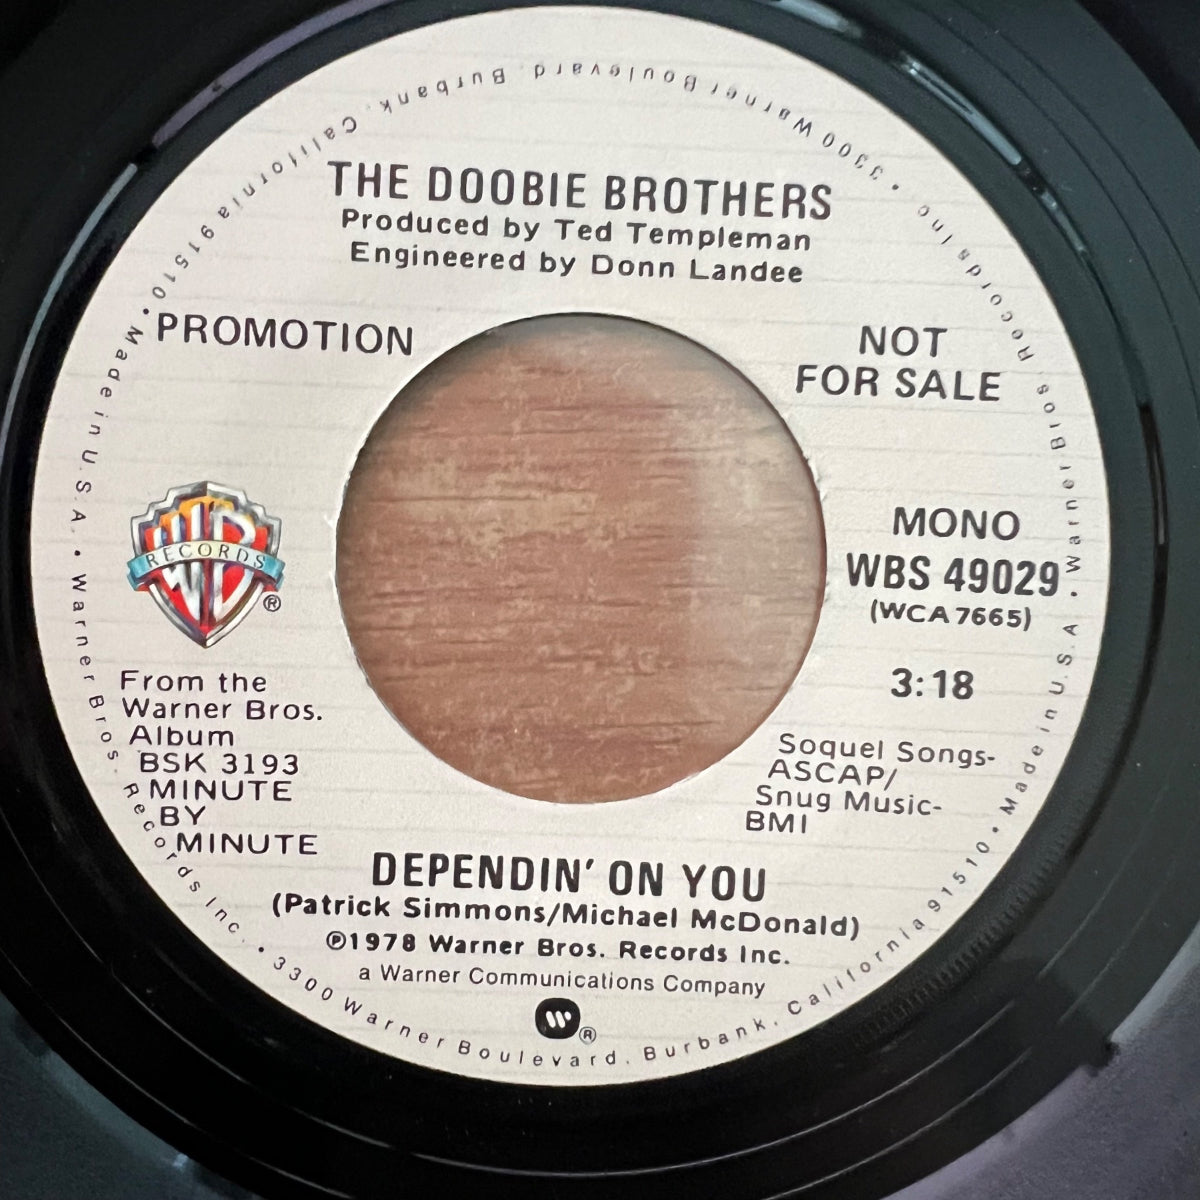 THE DOOBIE BROTHERS
Produced by Ted Templeman
Engineered by Donn Landee
PROMOTION
NOT
FOR SALE
WB
RECORDS
®
MONO
WBS 49029
(WCA 7665)
3:18
From the
Warner Bros.
Album
BSK 3193
MINUTE
BY
MINUTE
Soquel Songs-
ASCAP/
Snug Music-
BMI
DEPENDIN' ON YOU
(Patrick Simmons/Michael McDonald)
℗1978 Warner Bros. Records Inc.
a Warner Communications Company
W ®
Warner Bros. Records Inc. • 3300 Warner Boulevard. Burbank. California 91510 • Made in U.S.A. •
Warner Bros. Records Inc. • 3300 Warner Boulevard. Burbank. California 91510 • Made in U.S.A.